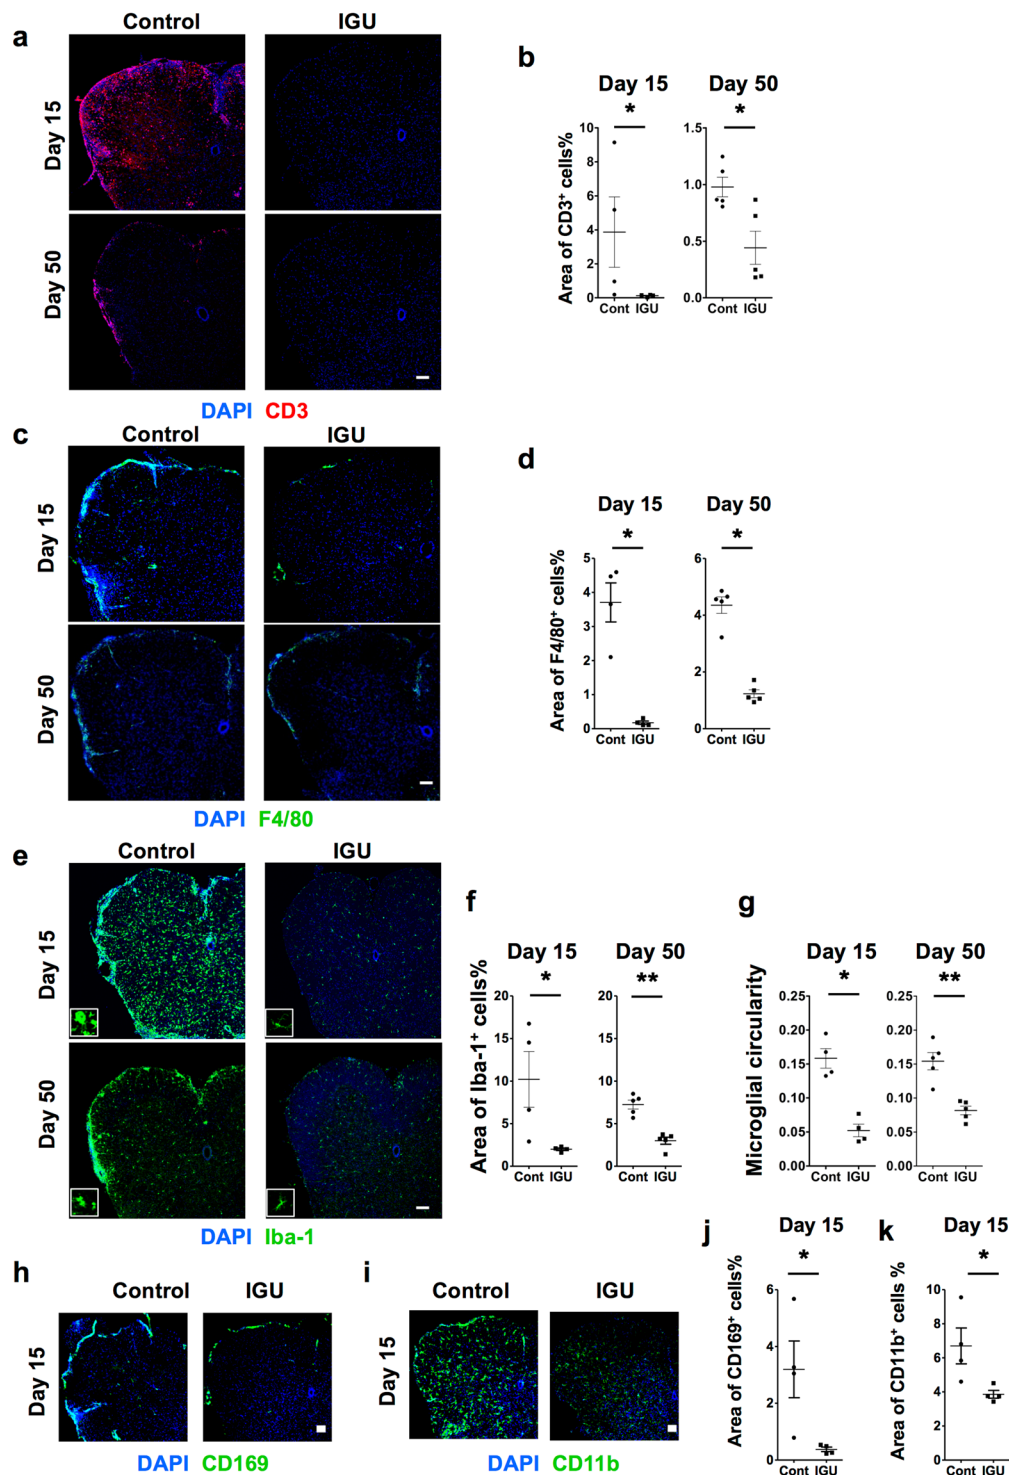 a
Control IGU
Day 15
Day 50
DAPI CD3
b
Day 15 Day 50
* *
Area of CD3⁺ cells%
10
8
6
4
2
0
Cont IGU
1.5
1.0
0.5
0.0
Cont IGU
c
Control IGU
Day 15
Day 50
DAPI F4/80
d
Day 15 Day 50
* *
Area of F4/80⁺ cells%
5
4
3
2
1
0
Cont IGU
6
4
2
0
Cont IGU
e
Control IGU
Day 15
Day 50
DAPI Iba-1
f
Day 15 Day 50
* **
Area of Iba-1⁺ cells%
20
15
10
5
0
Cont IGU
20
15
10
5
0
Cont IGU
g
Day 15 Day 50
* **
Microglial circularity
0.25
0.20
0.15
0.10
0.05
0.00
Cont IGU
0.25
0.20
0.15
0.10
0.05
0.00
Cont IGU
h
Control IGU
Day 15
DAPI CD169
i
Control IGU
Day 15
DAPI CD11b
j
Day 15
*
Area of CD169⁺ cells%
6
4
2
0
Cont IGU
k
Day 15
*
Area of CD11b⁺ cells %
10
8
6
4
2
0
Cont IGU